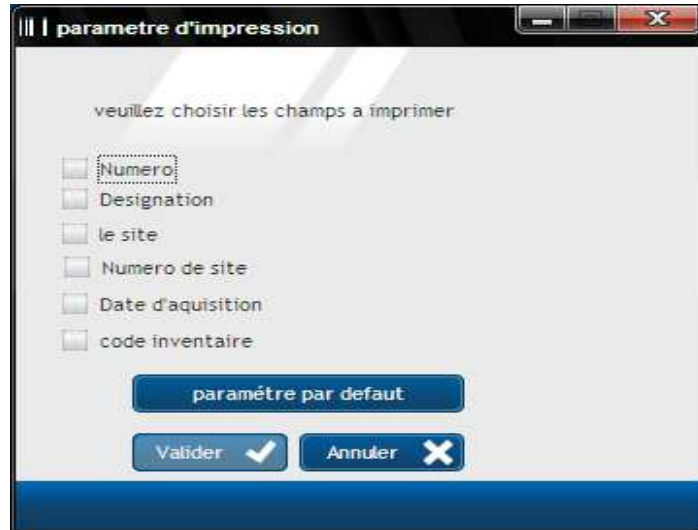 parametre d'impression
veuillez choisir les champs a imprimer
Numero
Designation
le site
Numero de site
Date d'aquisition
code inventaire
paramétre par defaut
Valider
Annuler